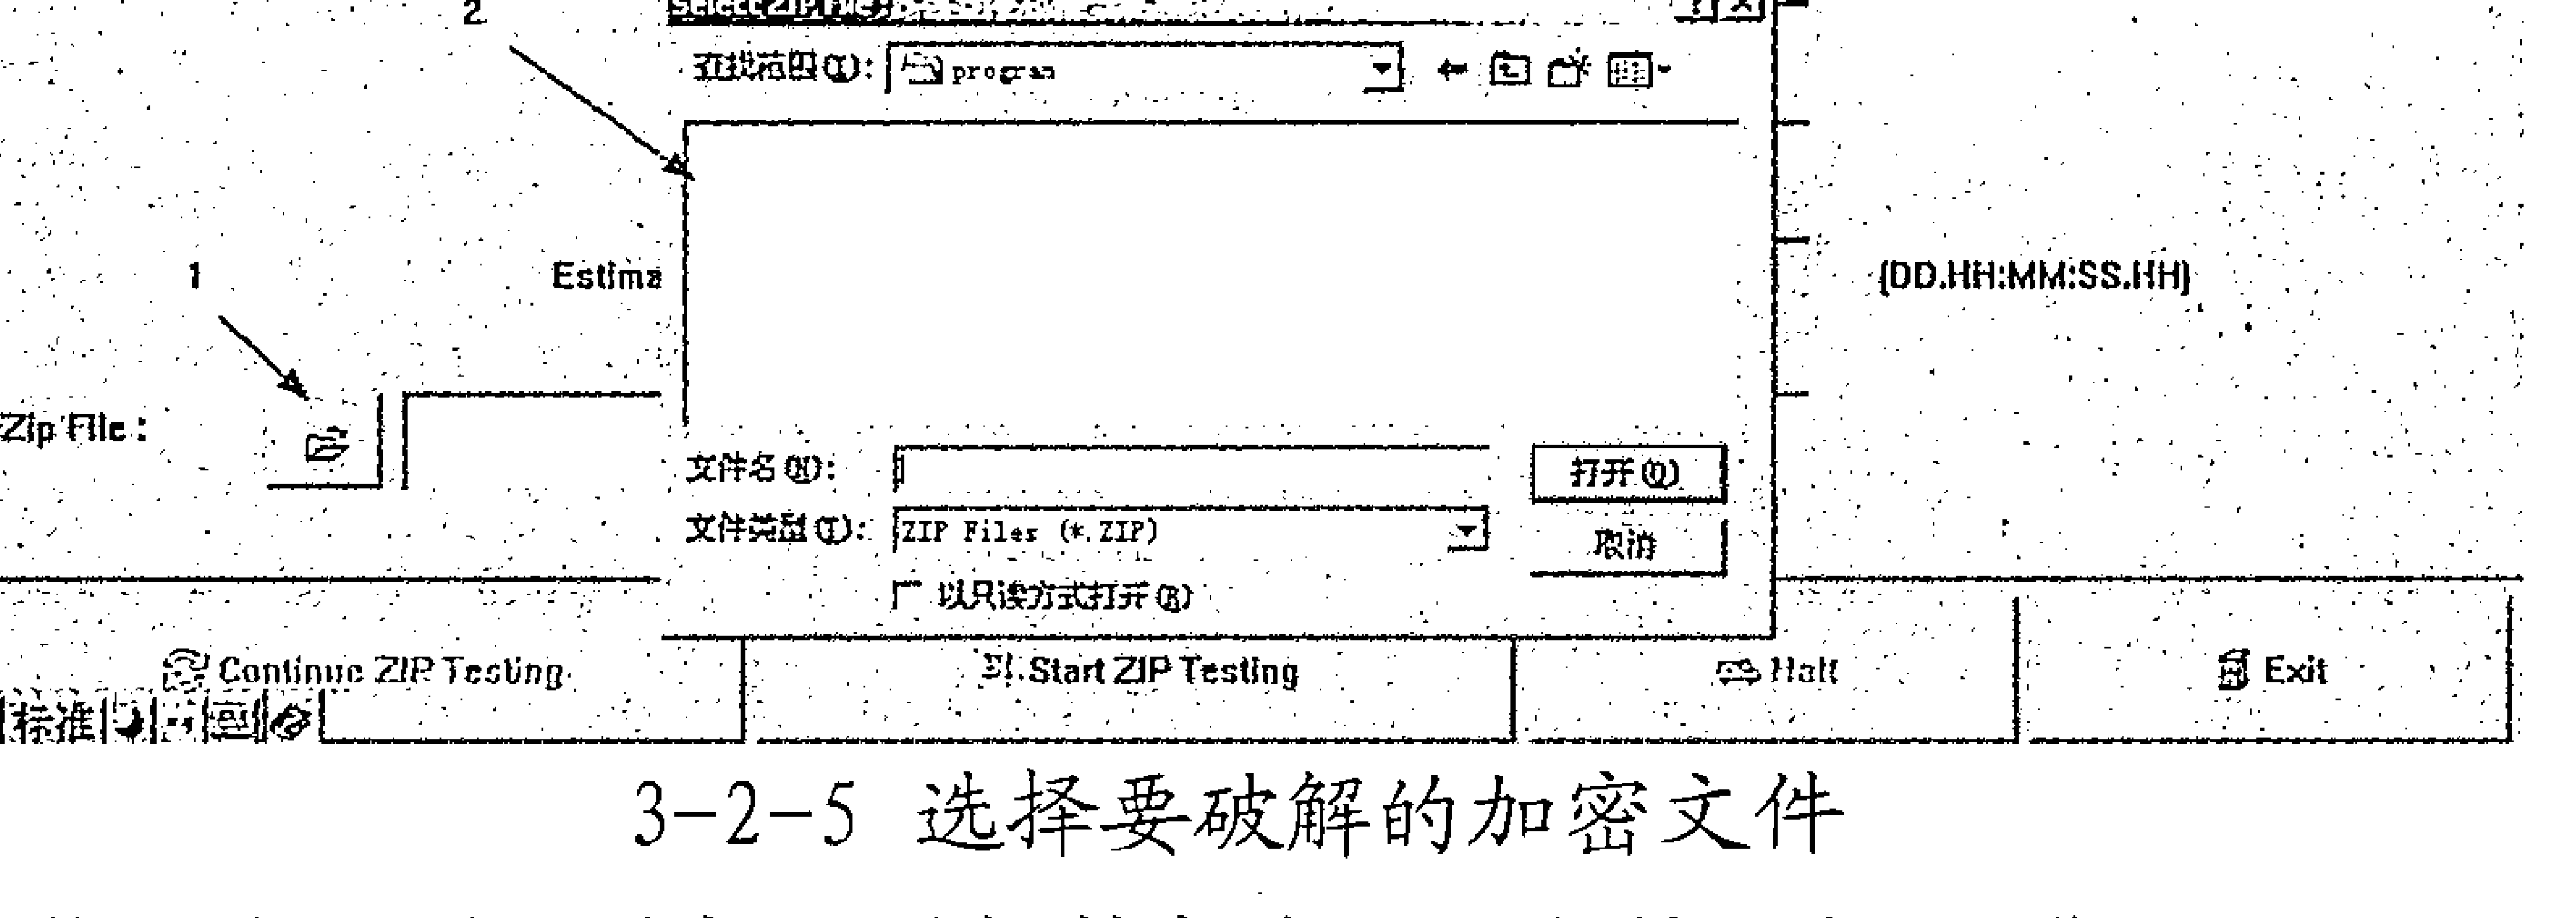 2
Select ZIP File:
查找范围(I): program
1
Estima
(DD.HH:MM:SS.HH)
Zip File:
文件名(N):
打开(O)
文件类型(T): ZIP Files (*.ZIP)
取消
以只读方式打开(R)
Continue ZIP Testing
Start ZIP Testing
Halt
Exit
标准
3-2-5 选择要破解的加密文件